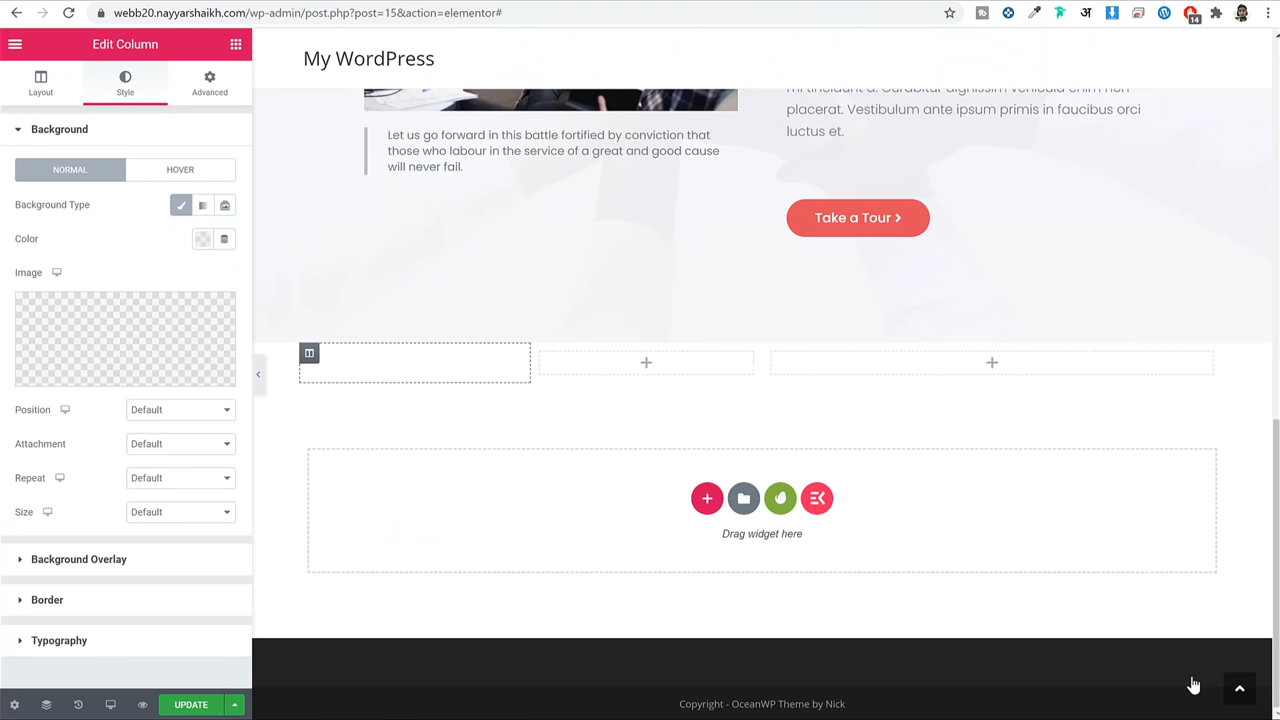 webb20.nayyarshaikh.com/wp-admin/post.php?post=15&action=elementor#
अ
14
Edit Column
Layout
Style
Advanced
Background
NORMAL
HOVER
Background Type
Color
Image
Position
Default
Attachment
Default
Repeat
Default
Size
Default
Background Overlay
Border
Typography
UPDATE
My WordPress
placerat. Vestibulum ante ipsum primis in faucibus orci
luctus et.
Let us go forward in this battle fortified by conviction that
those who labour in the service of a great and good cause
will never fail.
Take a Tour
Drag widget here
Copyright - OceanWP Theme by Nick